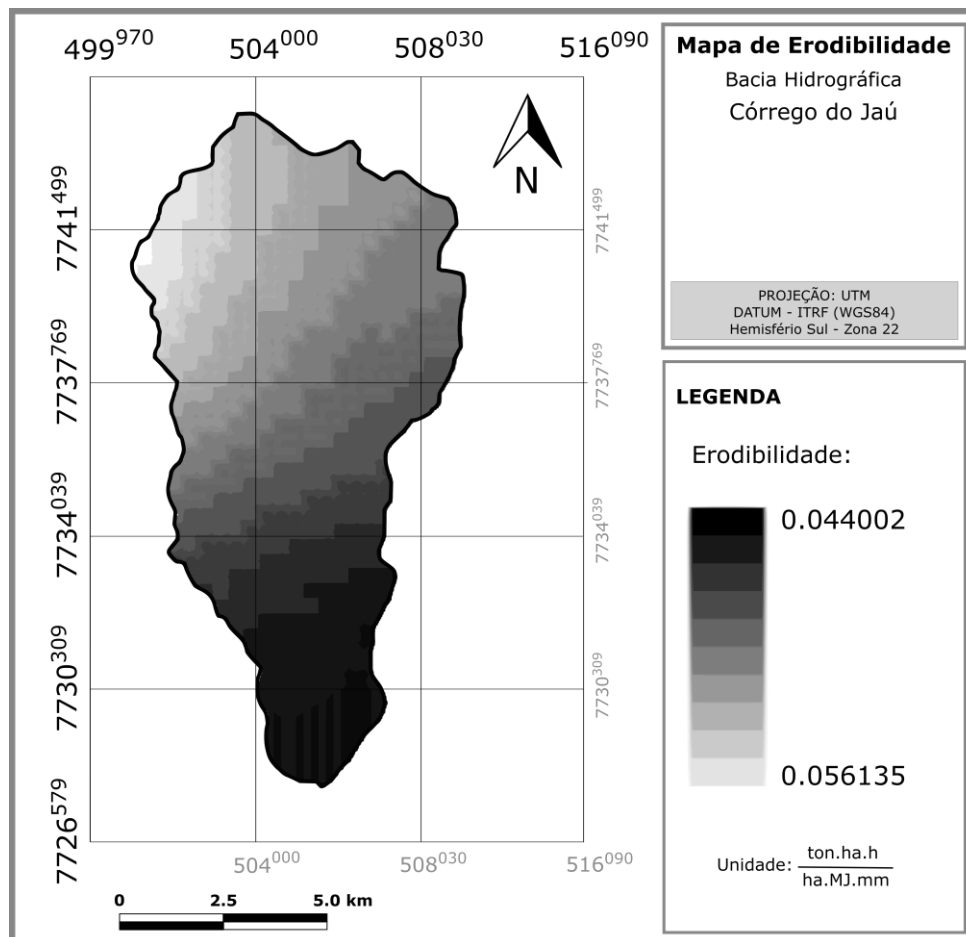 499⁹⁷⁰ 504⁰⁰⁰ 508⁰³⁰ 516⁰⁹⁰
7741⁴⁹⁹
7737⁷⁶⁹
7734⁰³⁹
7730³⁰⁹
7726⁵⁷⁹
N
7741⁴⁹⁹
7737⁷⁶⁹
7734⁰³⁹
7730³⁰⁹
504⁰⁰⁰ 508⁰³⁰ 516⁰⁹⁰
0 2.5 5.0 km
Mapa de Erodibilidade
Bacia Hidrográfica
Córrego do Jaú
PROJEÇÃO: UTM
DATUM - ITRF (WGS84)
Hemisfério Sul - Zona 22
LEGENDA
Erodibilidade:
0.044002
0.056135
Unidade: ton.ha.h
ha.MJ.mm